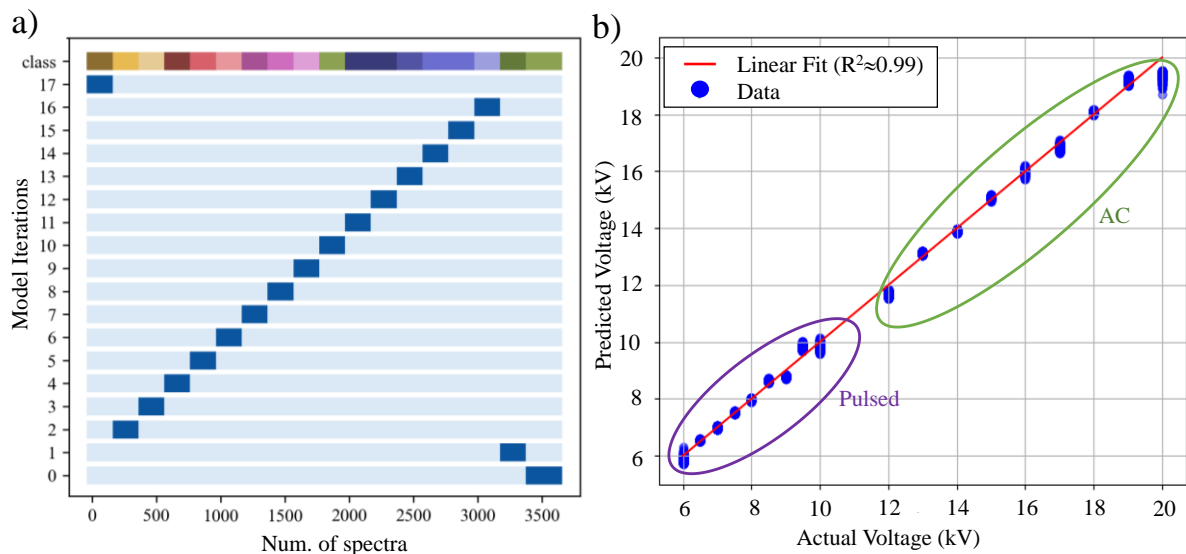 a)
class
17
16
15
14
13
12
11
10
9
8
7
6
5
4
3
2
1
0
Model Iterations
0 500 1000 1500 2000 2500 3000 3500
Num. of spectra
b)
Linear Fit (R²≈0.99)
Data
20
18
16
14
12
10
8
6
Predicted Voltage (kV)
AC
Pulsed
6 8 10 12 14 16 18 20
Actual Voltage (kV)